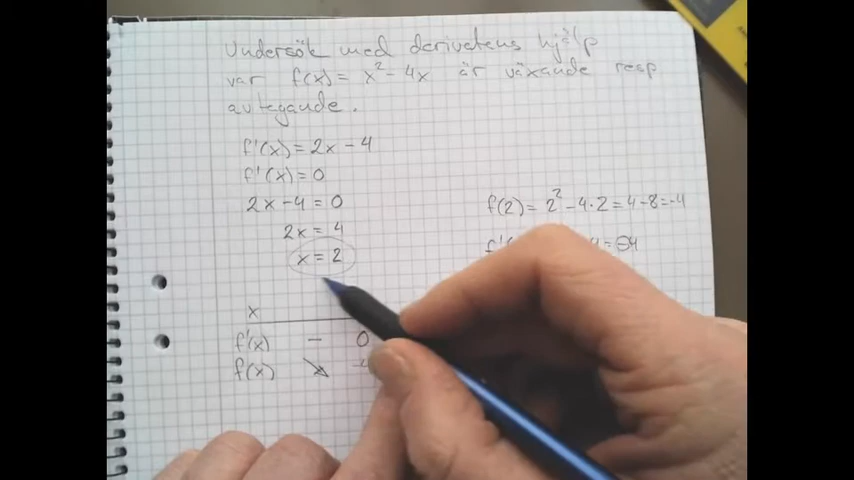 Undersök med derivatans hjälp
var f(x) = x² - 4x är växande resp
avtagande.
f'(x) = 2x - 4
f'(x) = 0
2x - 4 = 0
2x = 4
x = 2
f(2) = 2² - 4·2 = 4 - 8 = -4
= -4
x
f'(x) - 0
f(x) ↘